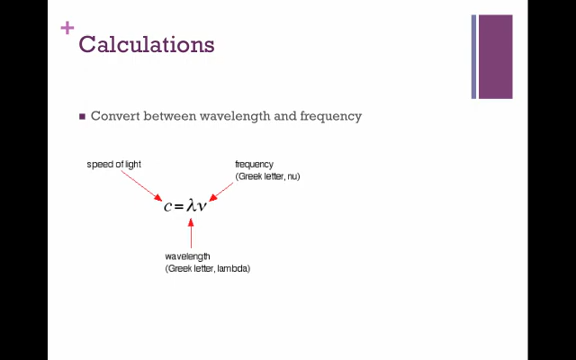 +
Calculations
Convert between wavelength and frequency
speed of light
frequency
(Greek letter, nu)
c = λν
wavelength
(Greek letter, lambda)